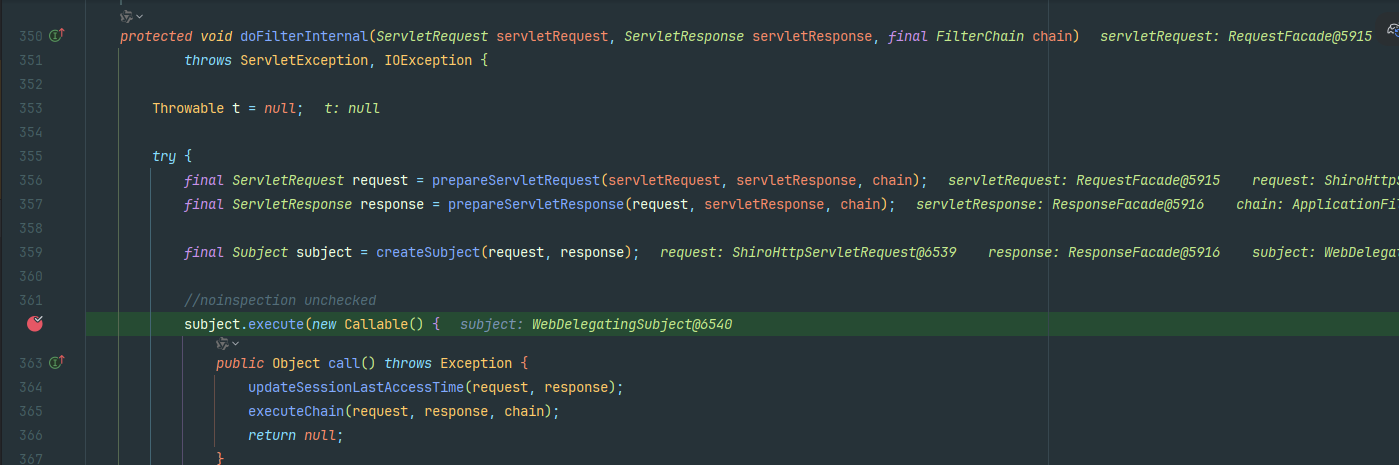 350 protected void doFilterInternal(ServletRequest servletRequest, ServletResponse servletResponse, final FilterChain chain) servletRequest: RequestFacade@5915
351 throws ServletException, IOException {
352
353 Throwable t = null; t: null
354
355 try {
356 final ServletRequest request = prepareServletRequest(servletRequest, servletResponse, chain); servletRequest: RequestFacade@5915 request: ShiroHttpS
357 final ServletResponse response = prepareServletResponse(request, servletResponse, chain); servletResponse: ResponseFacade@5916 chain: ApplicationFil
358
359 final Subject subject = createSubject(request, response); request: ShiroHttpServletRequest@6539 response: ResponseFacade@5916 subject: WebDelegat
360
361 //noinspection unchecked
subject.execute(new Callable() { subject: WebDelegatingSubject@6540
363 public Object call() throws Exception {
364 updateSessionLastAccessTime(request, response);
365 executeChain(request, response, chain);
366 return null;
367 }